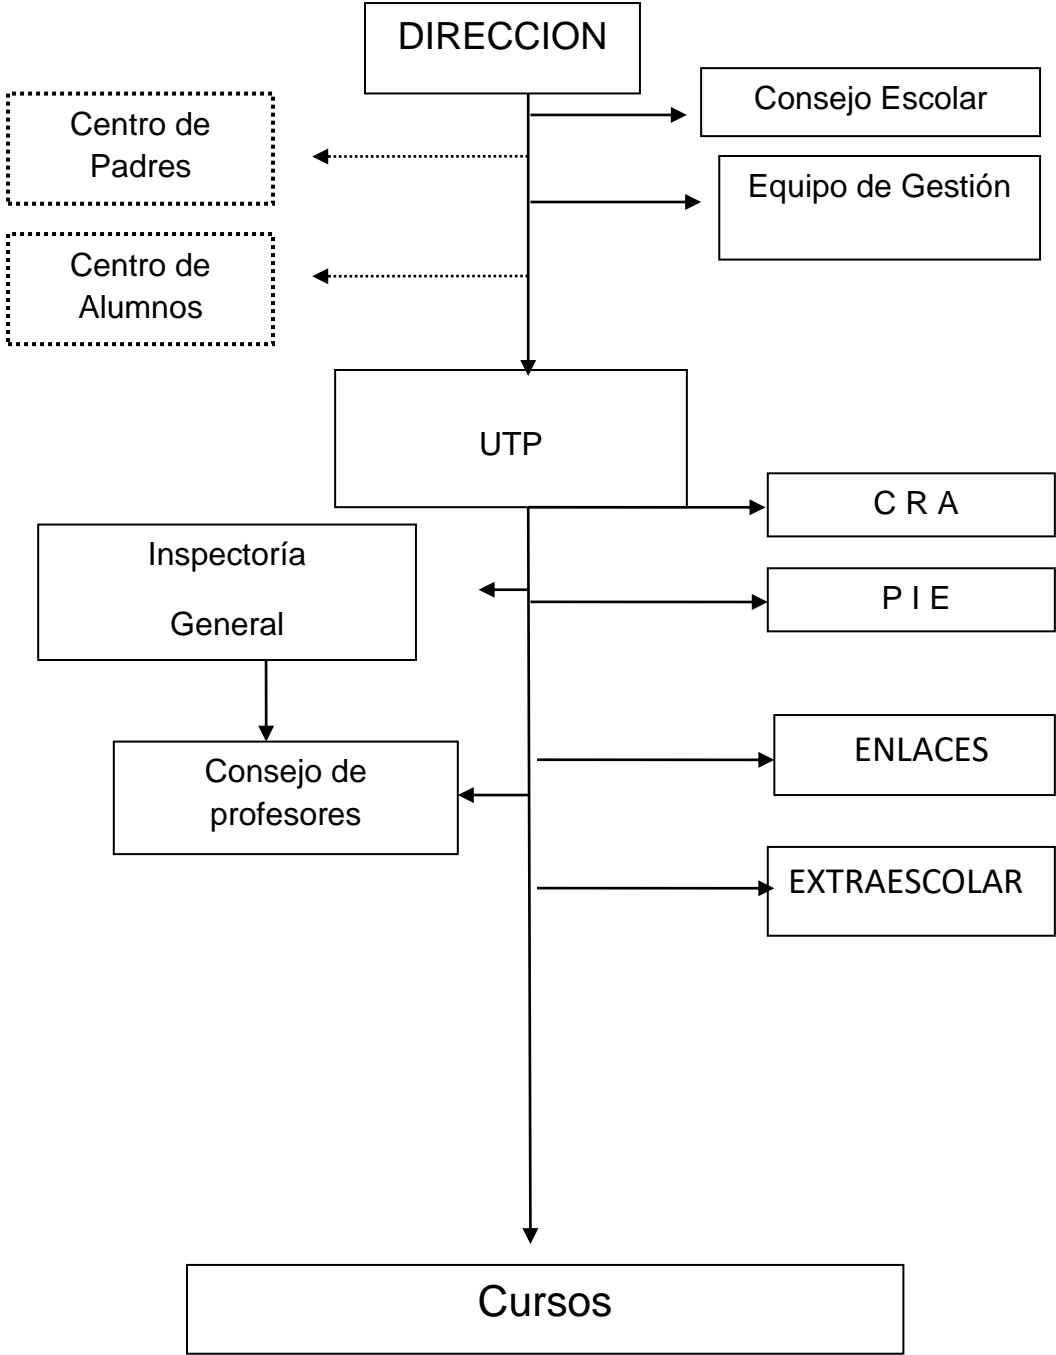 DIRECCION
Consejo Escolar
Centro de
Padres
Equipo de Gestión
Centro de
Alumnos
UTP
C R A
Inspectoría
General
P I E
ENLACES
Consejo de
profesores
EXTRAESCOLAR
Cursos